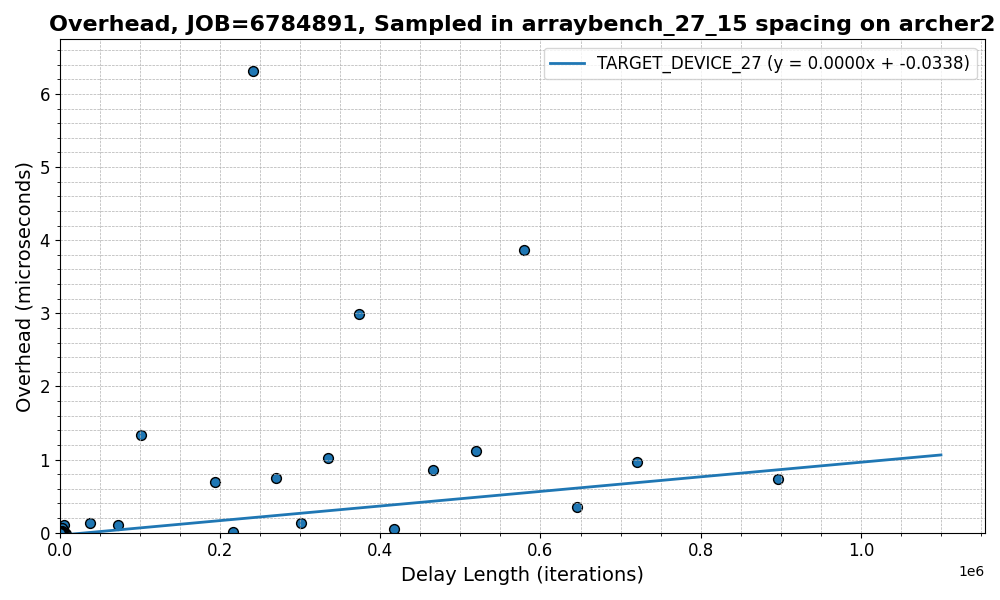 Overhead, JOB=6784891, Sampled in arraybench_27_15 spacing on archer2
TARGET_DEVICE_27 (y = 0.0000x + -0.0338)
Overhead (microseconds)
6
5
4
3
2
1
0
0.0 0.2 0.4 0.6 0.8 1.0
1e6
Delay Length (iterations)